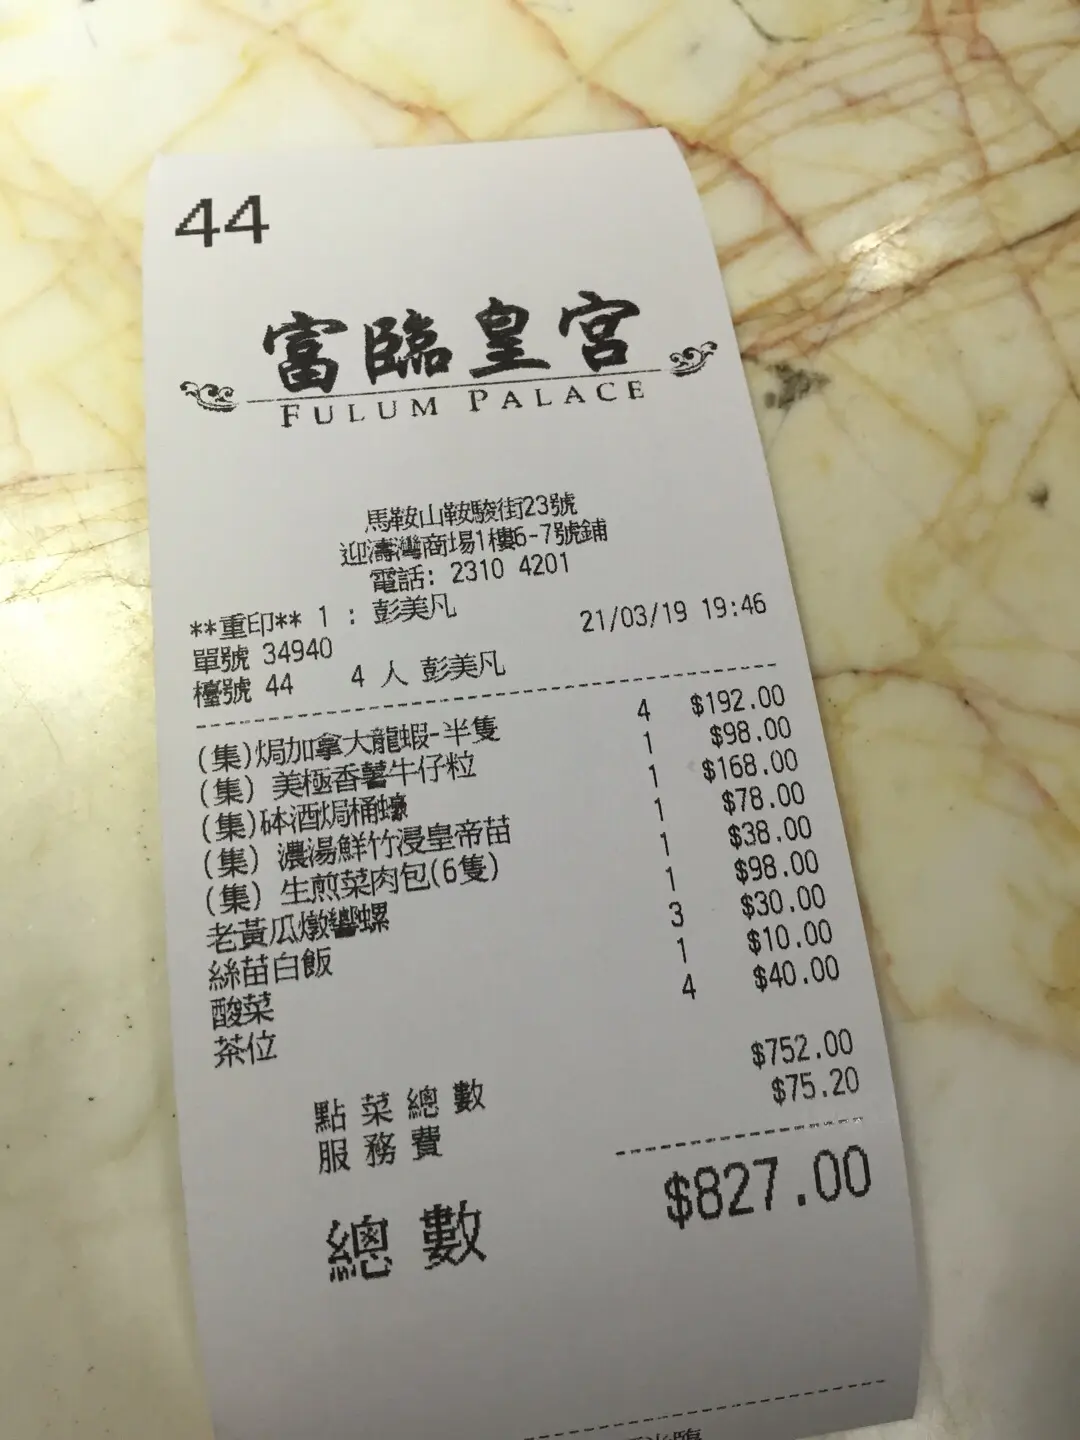 44
富臨皇宮
FULUM PALACE
馬鞍山鞍駿街23號
迎濤灣商場1樓6-7號鋪
電話: 2310 4201
**重印** 1 : 彭美凡
單號 34940 21/03/19 19:46
檯號 44 4 人 彭美凡
(集)焗加拿大龍蝦-半隻 4 $192.00
(集) 美極香薯牛仔粒 1 $98.00
(集)砵酒焗桶蠔 1 $168.00
(集) 濃湯鮮竹浸皇帝苗 1 $78.00
(集) 生煎菜肉包(6隻) 1 $38.00
老黃瓜燉響螺 1 $98.00
絲苗白飯 3 $30.00
酸菜 1 $10.00
茶位 4 $40.00
點菜總數 $752.00
服務費 $75.20
總數 $827.00